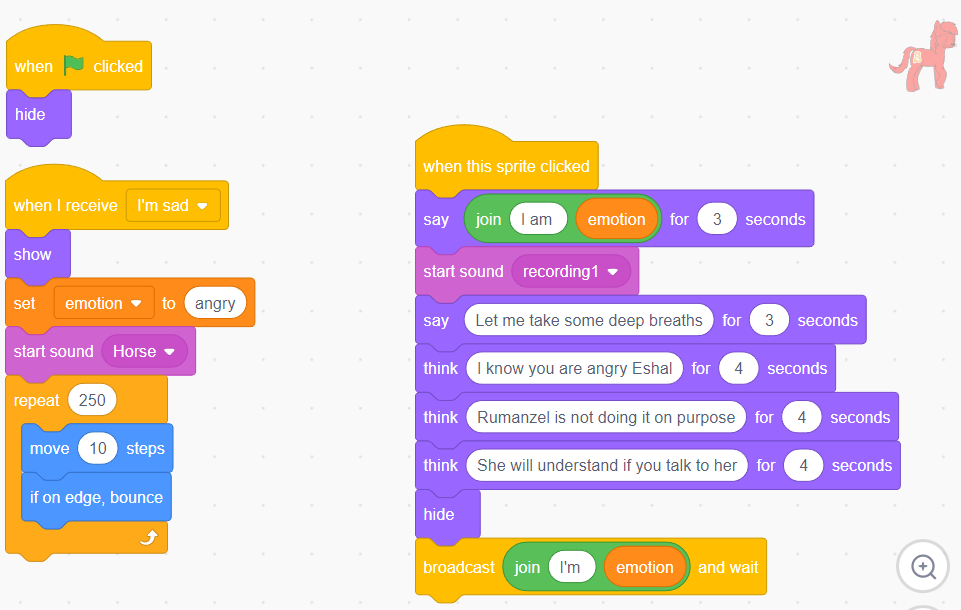 when clicked
hide
when I receive I'm sad
show
set emotion to angry
start sound Horse
repeat 250
move 10 steps
if on edge, bounce
when this sprite clicked
say join I am emotion for 3 seconds
start sound recording1
say Let me take some deep breaths for 3 seconds
think I know you are angry Eshal for 4 seconds
think Rumanzel is not doing it on purpose for 4 seconds
think She will understand if you talk to her for 4 seconds
hide
broadcast join I'm emotion and wait